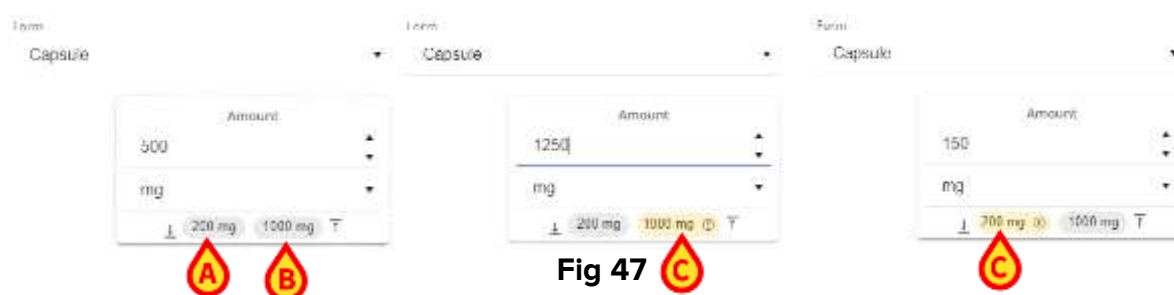 Form Form Form
Capsule Capsule Capsule
Amount Amount Amount
500 1250 150
mg mg mg
200 mg 1000 mg 200 mg 1000 mg 200 mg 1000 mg
A B Fig 47 C C